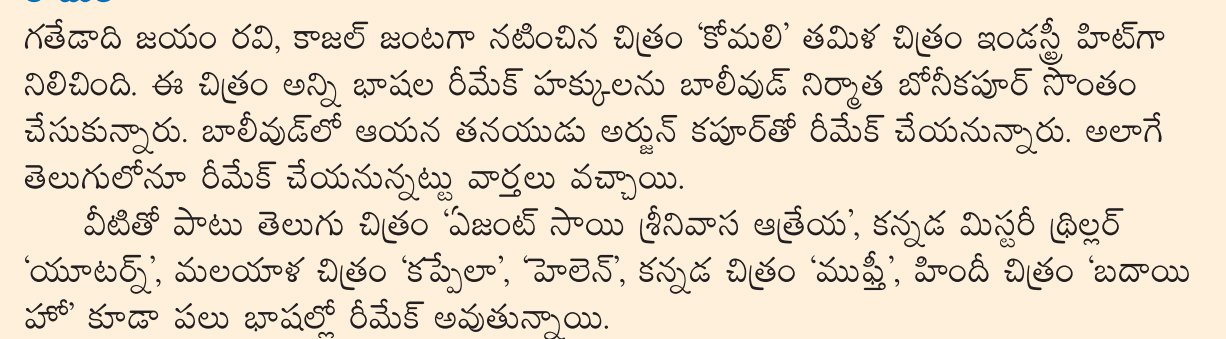 గతేడాది జయం రవి, కాజల్ జంటగా నటించిన చిత్రం ‘కోమలి’ తమిళ చిత్రం ఇండస్ట్రీ హిట్‌గా
నిలిచింది. ఈ చిత్రం అన్ని భాషల రీమేక్ హక్కులను బాలీవుడ్ నిర్మాత బోనీకపూర్ సొంతం
చేసుకున్నారు. బాలీవుడ్‌లో ఆయన తనయుడు అర్జున్ కపూర్‌తో రీమేక్ చేయనున్నారు. అలాగే
తెలుగులోనూ రీమేక్ చేయనున్నట్టు వార్తలు వచ్చాయి.
వీటితో పాటు తెలుగు చిత్రం ‘ఏజంట్ సాయి శ్రీనివాస ఆత్రేయ’, కన్నడ మిస్టరీ థ్రిల్లర్
‘యూటర్న్’, మలయాళ చిత్రం ‘కప్పేలా’, ‘హెలెన్’, కన్నడ చిత్రం ‘ముఫ్తీ’, హిందీ చిత్రం ‘బదాయి
హో’ కూడా పలు భాషల్లో రీమేక్ అవుతున్నాయి.